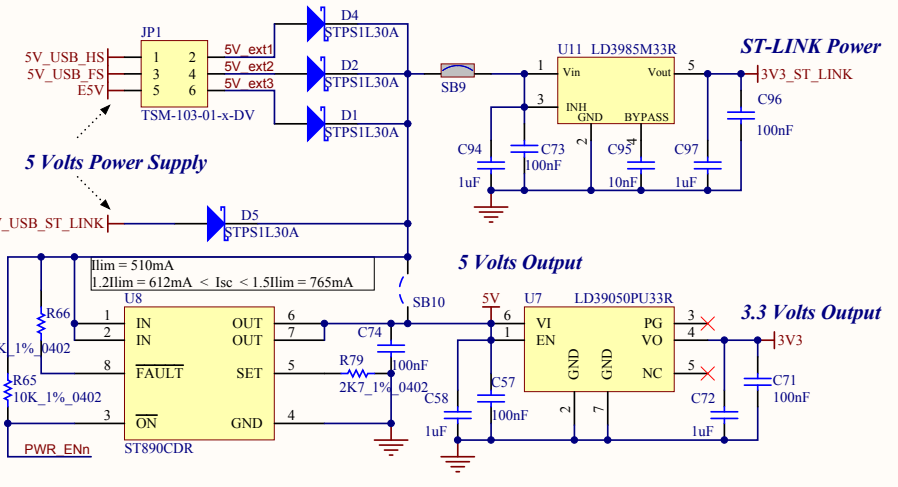 D4
STPS1L30A
JP1
5V_USB_HS 1 2 5V_ext1
5V_USB_FS 3 4 5V_ext2
E5V 5 6 5V_ext3
TSM-103-01-x-DV
D2
STPS1L30A
D1
STPS1L30A
SB9
U11 LD3985M33R
ST-LINK Power
1 Vin Vout 5
3V3_ST_LINK
3 INH
GND BYPASS
2 4
C94
1uF
C73
100nF
C95
10nF
C97
1uF
C96
100nF
5 Volts Power Supply
_USB_ST_LINK
D5
STPS1L30A
Ilim = 510mA
1.2Ilim = 612mA < Isc < 1.5Ilim = 765mA
SB10
U8
1 IN OUT 6
2 IN OUT 7
8 FAULT SET 5
3 ON GND 4
ST890CDR
R66
K_1%_0402
R65
10K_1%_0402
PWR_ENn
C74
100nF
R79
2K7_1%_0402
5 Volts Output
5V
U7 LD39050PU33R
6 VI PG 3
1 EN VO 4
GND GND NC 5
2 7
3.3 Volts Output
3V3
C58
1uF
C57
100nF
C72
1uF
C71
100nF